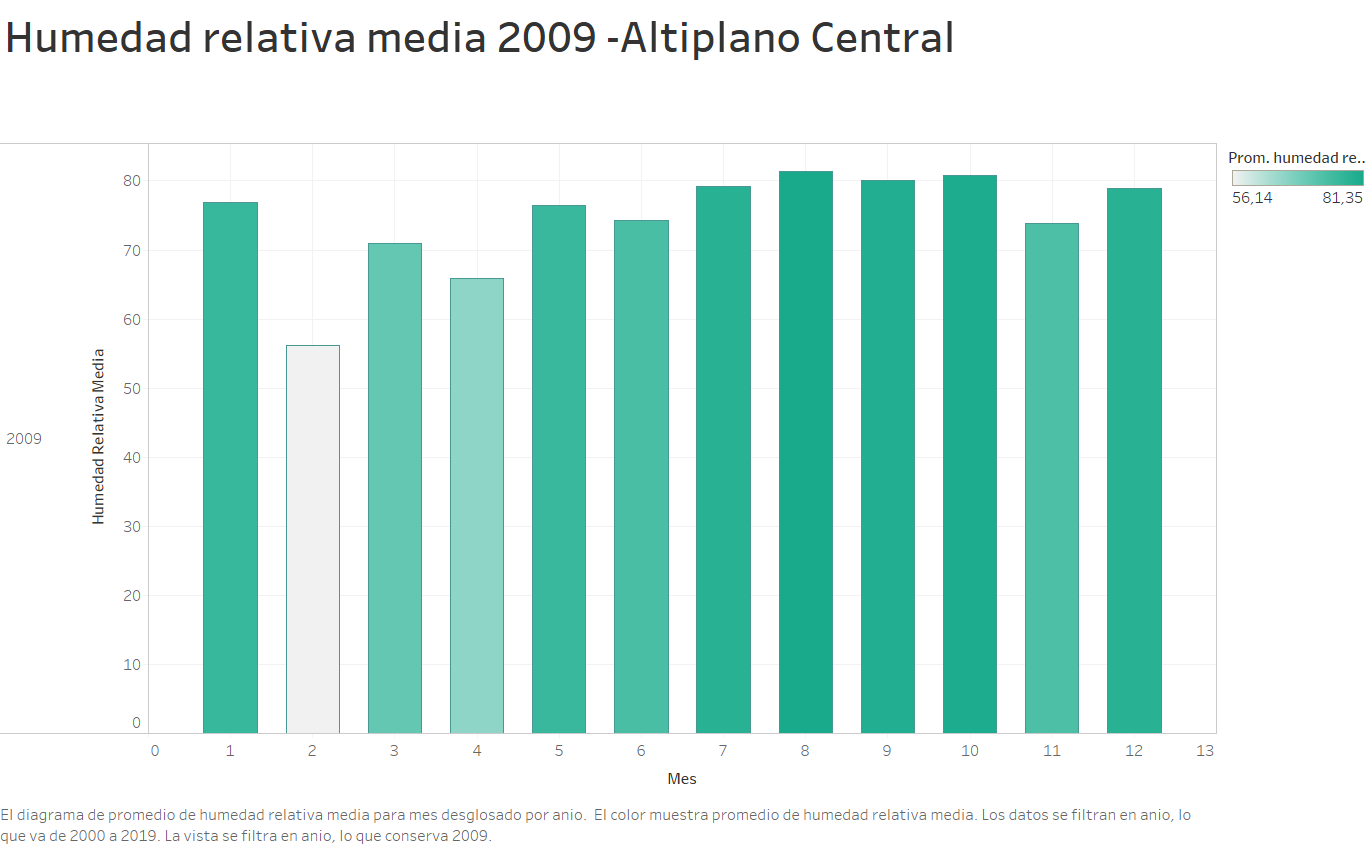 Humedad relativa media 2009 -Altiplano Central
Prom. humedad re..
56,14 81,35
2009
Humedad Relativa Media
80
70
60
50
40
30
20
10
0
0 1 2 3 4 5 6 7 8 9 10 11 12 13
Mes
El diagrama de promedio de humedad relativa media para mes desglosado por anio.  El color muestra promedio de humedad relativa media. Los datos se filtran en anio, lo
que va de 2000 a 2019. La vista se filtra en anio, lo que conserva 2009.